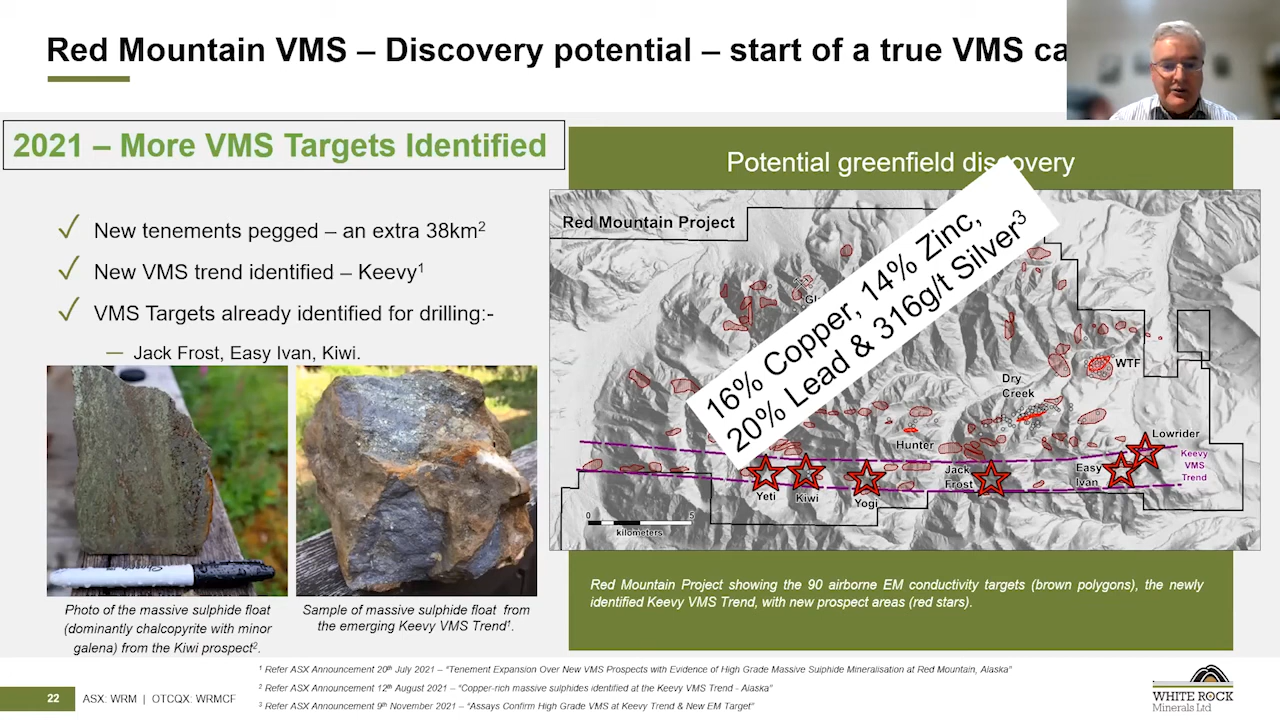 Red Mountain VMS – Discovery potential – start of a true VMS ca
2021 – More VMS Targets Identified
✓ New tenements pegged – an extra 38km²
✓ New VMS trend identified – Keevy¹
✓ VMS Targets already identified for drilling:-
— Jack Frost, Easy Ivan, Kiwi.
Photo of the massive sulphide float
(dominantly chalcopyrite with minor
galena) from the Kiwi prospect².
Sample of massive sulphide float from
the emerging Keevy VMS Trend¹.
Potential greenfield discovery
Red Mountain Project
16% Copper, 14% Zinc,
20% Lead & 316g/t Silver³
Gl
WTF
Dry
Creek
Hunter
Lowrider
Keevy
VMS
Trend
Jack
Frost
Easy
Ivan
Yeti
Kiwi
Yogi
0 5
kilometers
Red Mountain Project showing the 90 airborne EM conductivity targets (brown polygons), the newly
identified Keevy VMS Trend, with new prospect areas (red stars).
¹ Refer ASX Announcement 20th July 2021 – “Tenement Expansion Over New VMS Prospects with Evidence of High Grade Massive Sulphide Mineralisation at Red Mountain, Alaska”
² Refer ASX Announcement 12th August 2021 – “Copper-rich massive sulphides identified at the Keevy VMS Trend - Alaska”
³ Refer ASX Announcement 9th November 2021 – “Assays Confirm High Grade VMS at Keevy Trend & New EM Target”
22 ASX: WRM | OTCQX: WRMCF
WHITE ROCK
Minerals Ltd